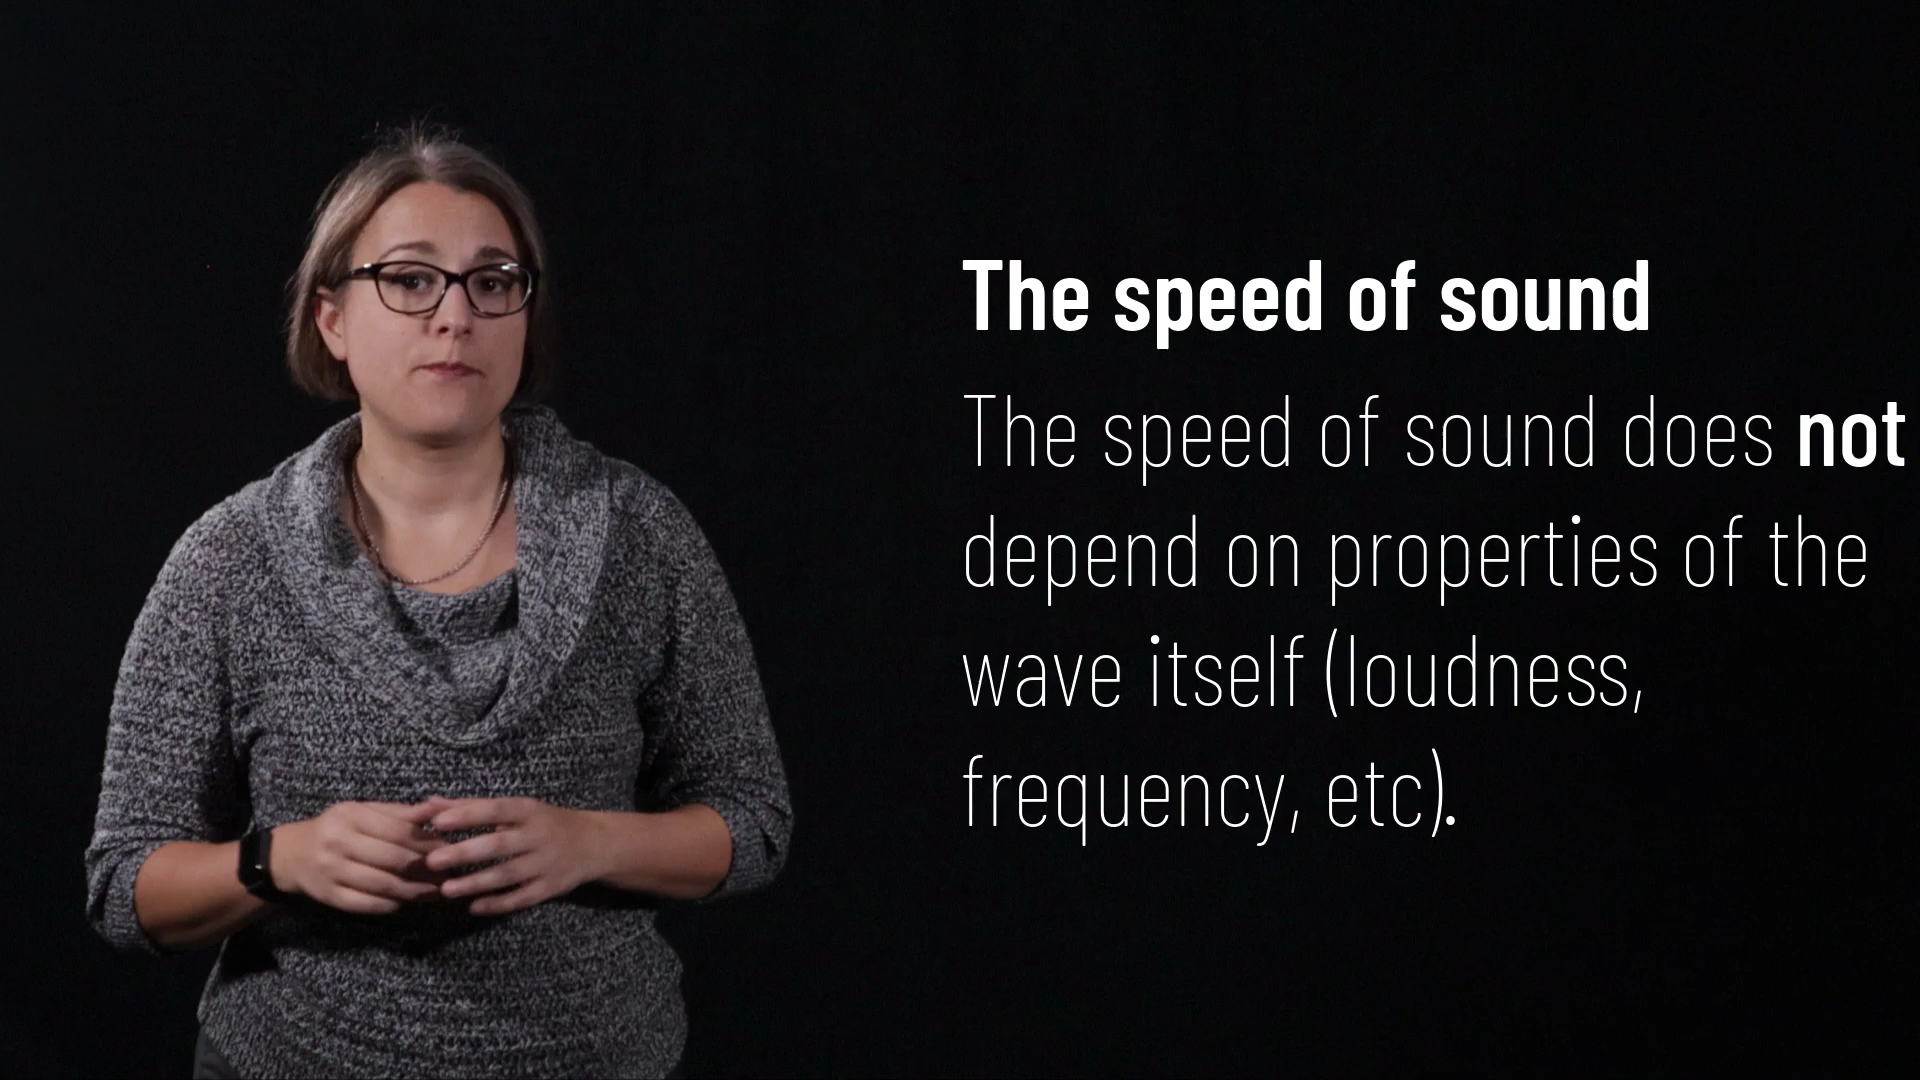 The speed of sound
The speed of sound does not
depend on properties of the
wave itself (loudness,
frequency, etc).